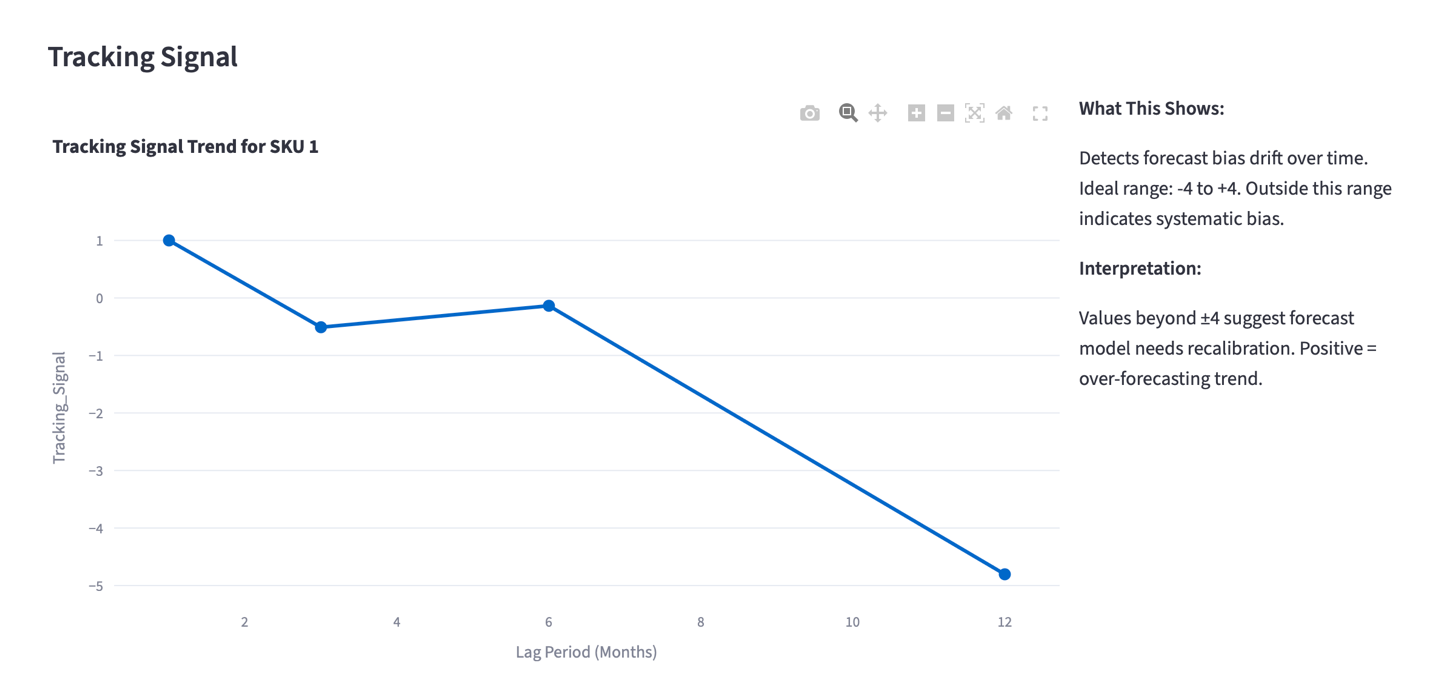 Tracking Signal
Tracking Signal Trend for SKU 1
1
0
−1
−2
−3
−4
−5
Tracking_Signal
2 4 6 8 10 12
Lag Period (Months)
What This Shows:
Detects forecast bias drift over time.
Ideal range: -4 to +4. Outside this range
indicates systematic bias.
Interpretation:
Values beyond ±4 suggest forecast
model needs recalibration. Positive =
over-forecasting trend.